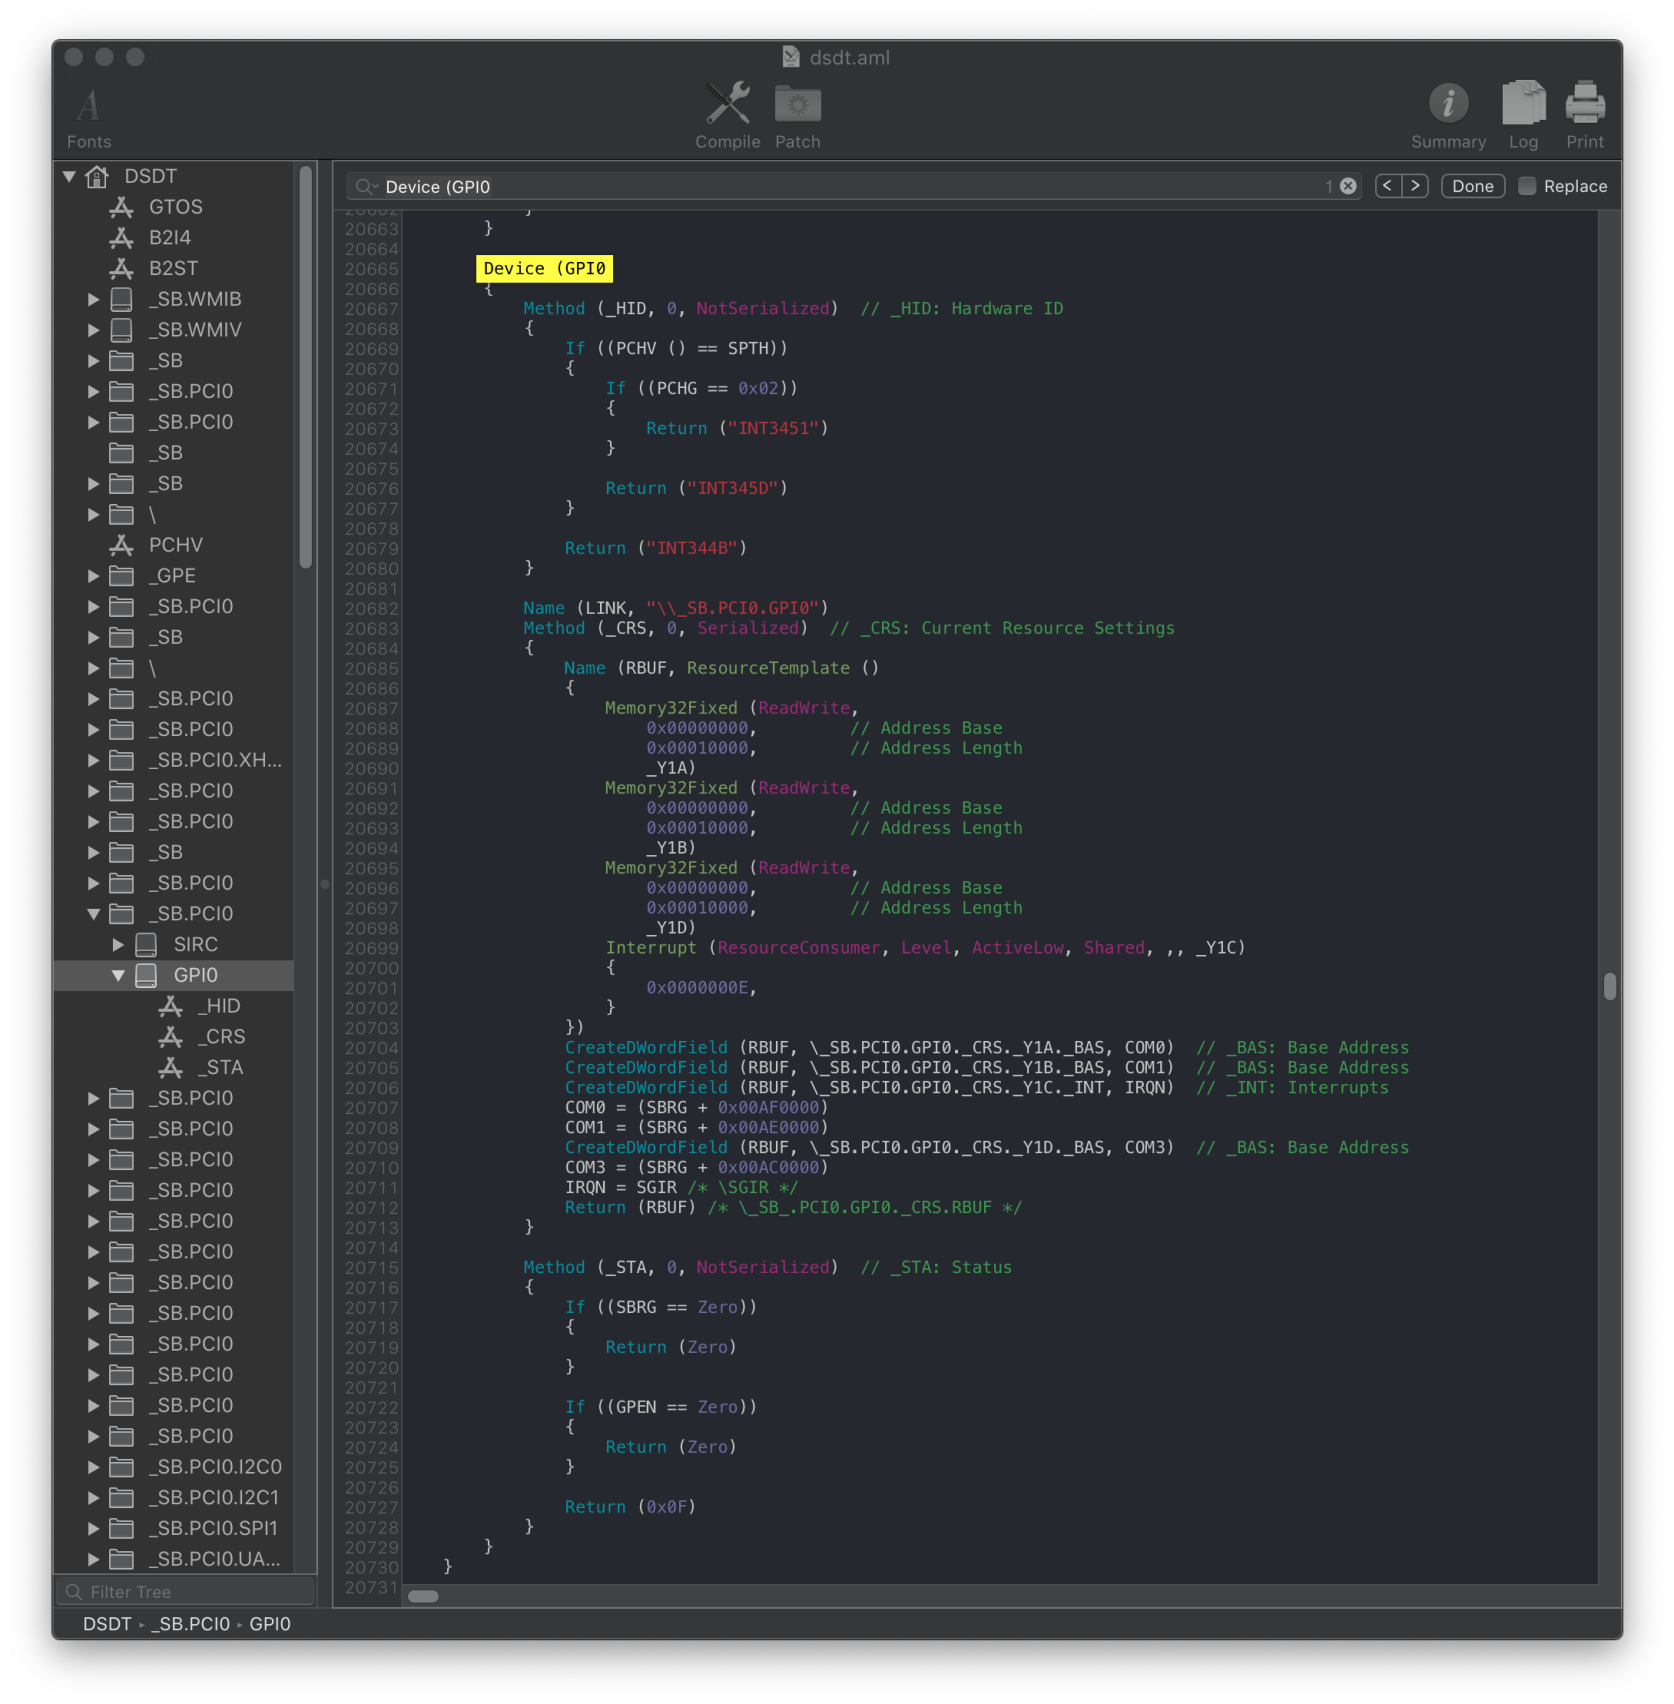 dsdt.aml
Fonts
Compile
Patch
Summary
Log
Print
DSDT
GTOS
B2I4
B2ST
_SB.WMIB
_SB.WMIV
_SB
_SB.PCI0
_SB.PCI0
_SB
_SB
\
PCHV
_GPE
_SB.PCI0
_SB
\
_SB.PCI0
_SB.PCI0
_SB.PCI0.XH...
_SB.PCI0
_SB.PCI0
_SB
_SB.PCI0
_SB.PCI0
SIRC
GPI0
_HID
_CRS
_STA
_SB.PCI0
_SB.PCI0
_SB.PCI0
_SB.PCI0
_SB.PCI0
_SB.PCI0
_SB.PCI0
_SB.PCI0
_SB.PCI0
_SB.PCI0
_SB.PCI0
_SB.PCI0
_SB.PCI0.I2C0
_SB.PCI0.I2C1
_SB.PCI0.SPI1
_SB.PCI0.UA...
Filter Tree
Device (GPI0 1 < > Done Replace
20662 }
20663 }
20664
20665 Device (GPI0
20666 {
20667 Method (_HID, 0, NotSerialized) // _HID: Hardware ID
20668 {
20669 If ((PCHV () == SPTH))
20670 {
20671 If ((PCHG == 0x02))
20672 {
20673 Return ("INT3451")
20674 }
20675
20676 Return ("INT345D")
20677 }
20678
20679 Return ("INT344B")
20680 }
20681
20682 Name (LINK, "\\_SB.PCI0.GPI0")
20683 Method (_CRS, 0, Serialized) // _CRS: Current Resource Settings
20684 {
20685 Name (RBUF, ResourceTemplate ()
20686 {
20687 Memory32Fixed (ReadWrite,
20688 0x00000000, // Address Base
20689 0x00010000, // Address Length
20690 _Y1A)
20691 Memory32Fixed (ReadWrite,
20692 0x00000000, // Address Base
20693 0x00010000, // Address Length
20694 _Y1B)
20695 Memory32Fixed (ReadWrite,
20696 0x00000000, // Address Base
20697 0x00010000, // Address Length
20698 _Y1D)
20699 Interrupt (ResourceConsumer, Level, ActiveLow, Shared, ,, _Y1C)
20700 {
20701 0x0000000E,
20702 }
20703 })
20704 CreateDWordField (RBUF, \_SB.PCI0.GPI0._CRS._Y1A._BAS, COM0) // _BAS: Base Address
20705 CreateDWordField (RBUF, \_SB.PCI0.GPI0._CRS._Y1B._BAS, COM1) // _BAS: Base Address
20706 CreateDWordField (RBUF, \_SB.PCI0.GPI0._CRS._Y1C._INT, IRQN) // _INT: Interrupts
20707 COM0 = (SBRG + 0x00AF0000)
20708 COM1 = (SBRG + 0x00AE0000)
20709 CreateDWordField (RBUF, \_SB.PCI0.GPI0._CRS._Y1D._BAS, COM3) // _BAS: Base Address
20710 COM3 = (SBRG + 0x00AC0000)
20711 IRQN = SGIR /* \SGIR */
20712 Return (RBUF) /* \_SB_.PCI0.GPI0._CRS.RBUF */
20713 }
20714
20715 Method (_STA, 0, NotSerialized) // _STA: Status
20716 {
20717 If ((SBRG == Zero))
20718 {
20719 Return (Zero)
20720 }
20721
20722 If ((GPEN == Zero))
20723 {
20724 Return (Zero)
20725 }
20726
20727 Return (0x0F)
20728 }
20729 }
20730 }
20731
DSDT ▸ _SB.PCI0 ▸ GPI0